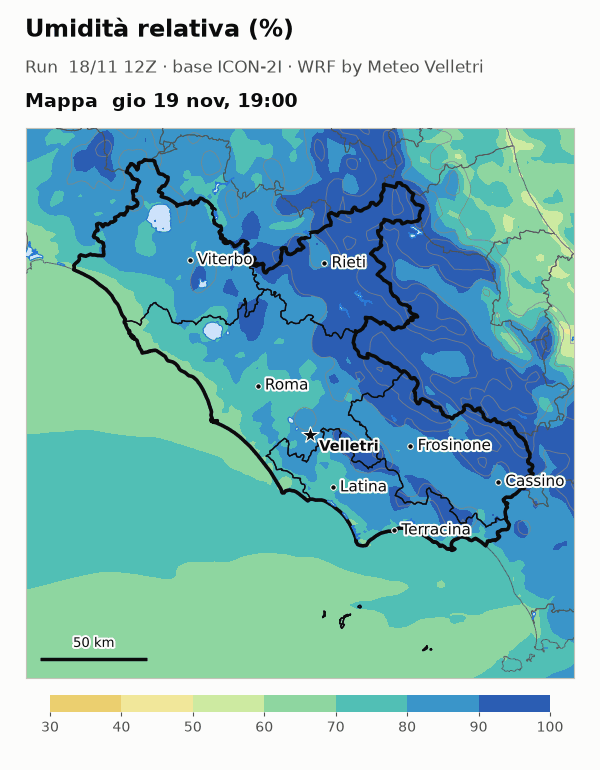 Umidità relativa (%)
Run  18/11 12Z · base ICON-2I · WRF by Meteo Velletri
Mappa  gio 19 nov, 19:00
Viterbo
Rieti
Roma
Velletri
Frosinone
Cassino
Latina
Terracina
50 km
30 40 50 60 70 80 90 100